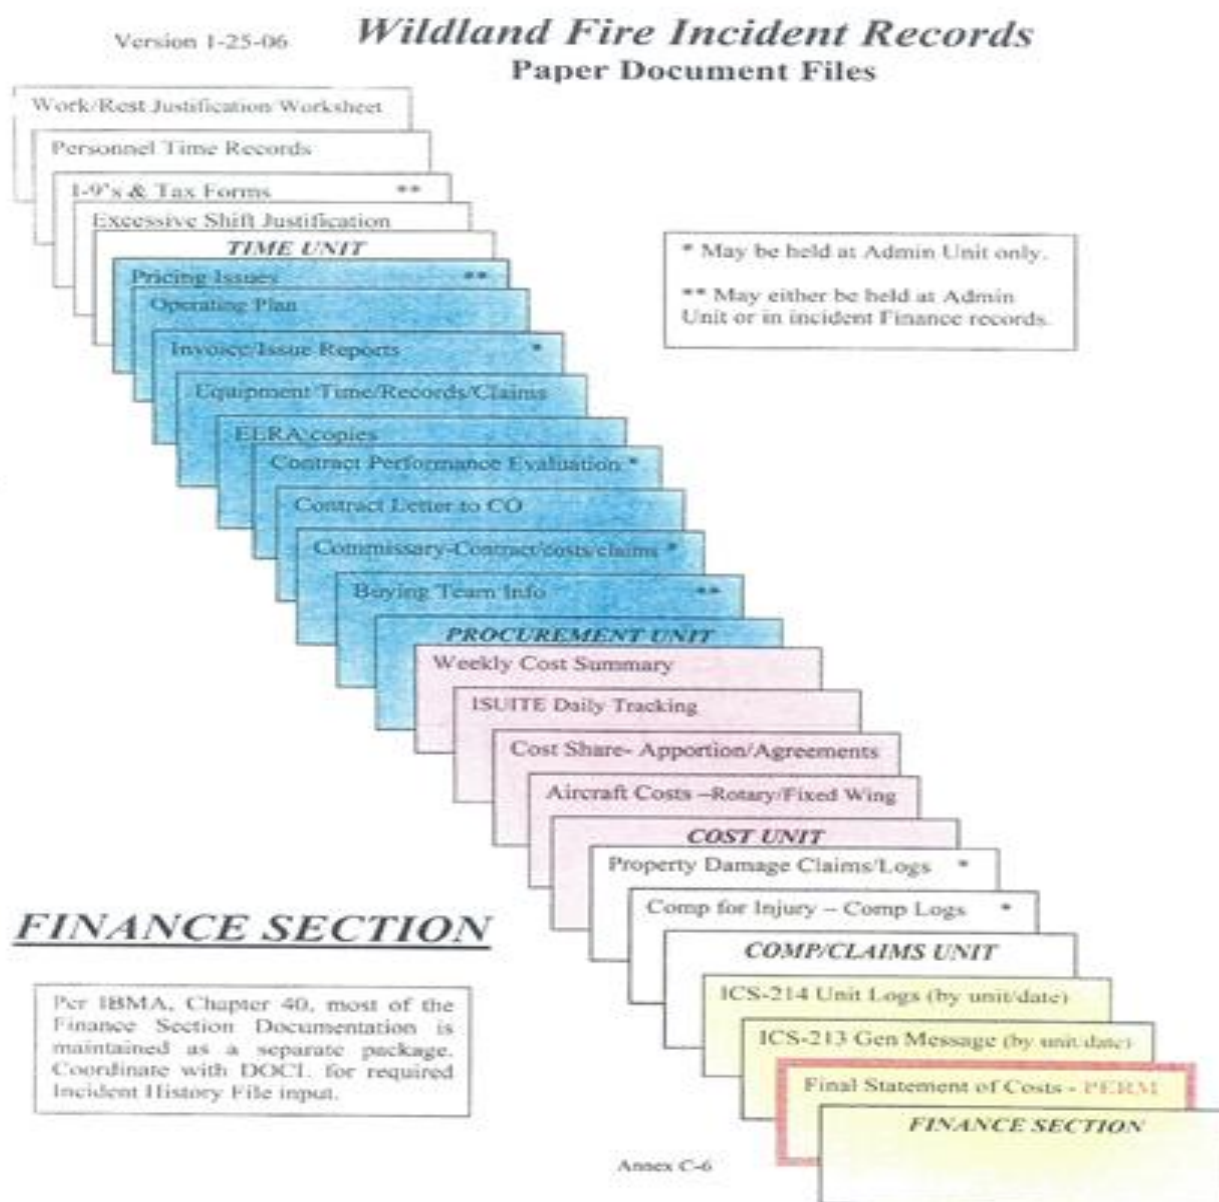 Version 1-25-06
Wildland Fire Incident Records
Paper Document Files
Work/Rest Justification Worksheet
Personnel Time Records
I-9's & Tax Forms **
Excessive Shift Justification
TIME UNIT
Pricing Issues **
Operating Plan
Invoice/Issue Reports *
Equipment Time/Records/Claims
EERA copies
Contract Performance Evaluation *
Contract Letter to CO
Commissary-Contract/costs/claims *
Buying Team Info **
PROCUREMENT UNIT
Weekly Cost Summary
ISUITE Daily Tracking
Cost Share- Apportion/Agreements
Aircraft Costs –Rotary/Fixed Wing
COST UNIT
Property Damage Claims/Logs *
Comp for Injury – Comp Logs *
COMP/CLAIMS UNIT
ICS-214 Unit Logs (by unit/date)
ICS-213 Gen Message (by unit/date)
Final Statement of Costs - PERM
FINANCE SECTION
* May be held at Admin Unit only.
** May either be held at Admin
Unit or in incident Finance records.
FINANCE SECTION
Per IBMA, Chapter 40, most of the
Finance Section Documentation is
maintained as a separate package.
Coordinate with DOCL for required
Incident History File input.
Annex C-6